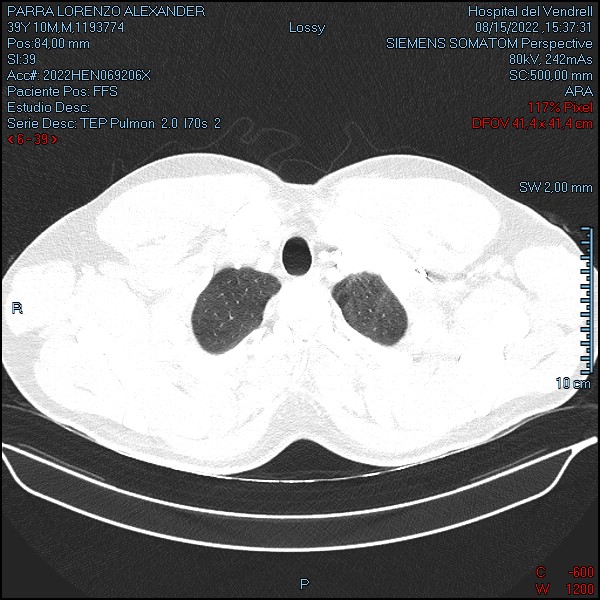 PARRA LORENZO ALEXANDER
39Y 10M,M,1193774
Pos:84,00 mm
SI:39
Acc#: 2022HEN069206X
Paciente Pos: FFS
Estudio Desc:
Serie Desc: TEP Pulmon 2.0 I70s 2
<6-39>
Lossy
Hospital del Vendrell
08/15/2022 ,15:37:31
SIEMENS SOMATOM Perspective
80kV, 242mAs
SC:500,00 mm
ARA
117% Pixel
DFOV 41,4 x 41,4 cm
SW 2,00 mm
R
10 cm
P
C -600
W 1200